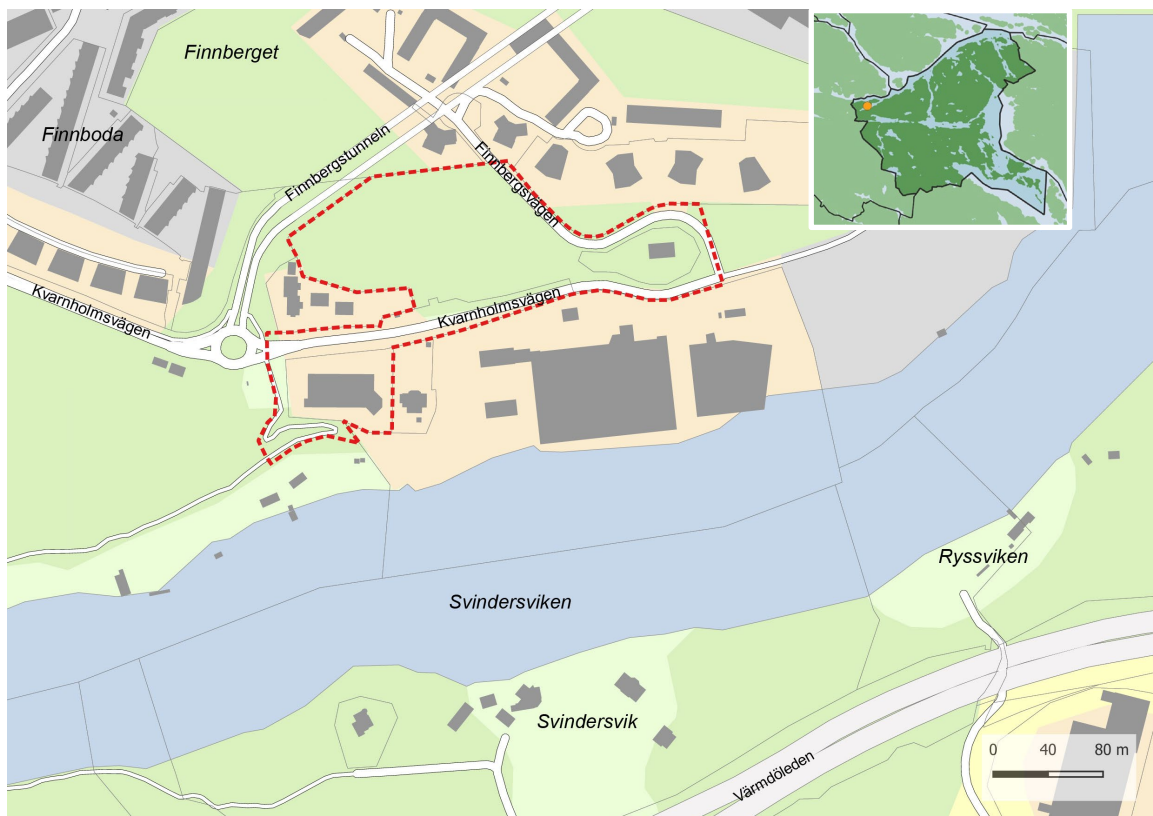 Finnberget
Finnboda
Finnbergstunneln
Finnbergsvägen
Kvarnholmsvägen
Kvarnholmsvägen
Ryssviken
Svindersviken
Svindersvik
Värmdöleden
0 40 80 m